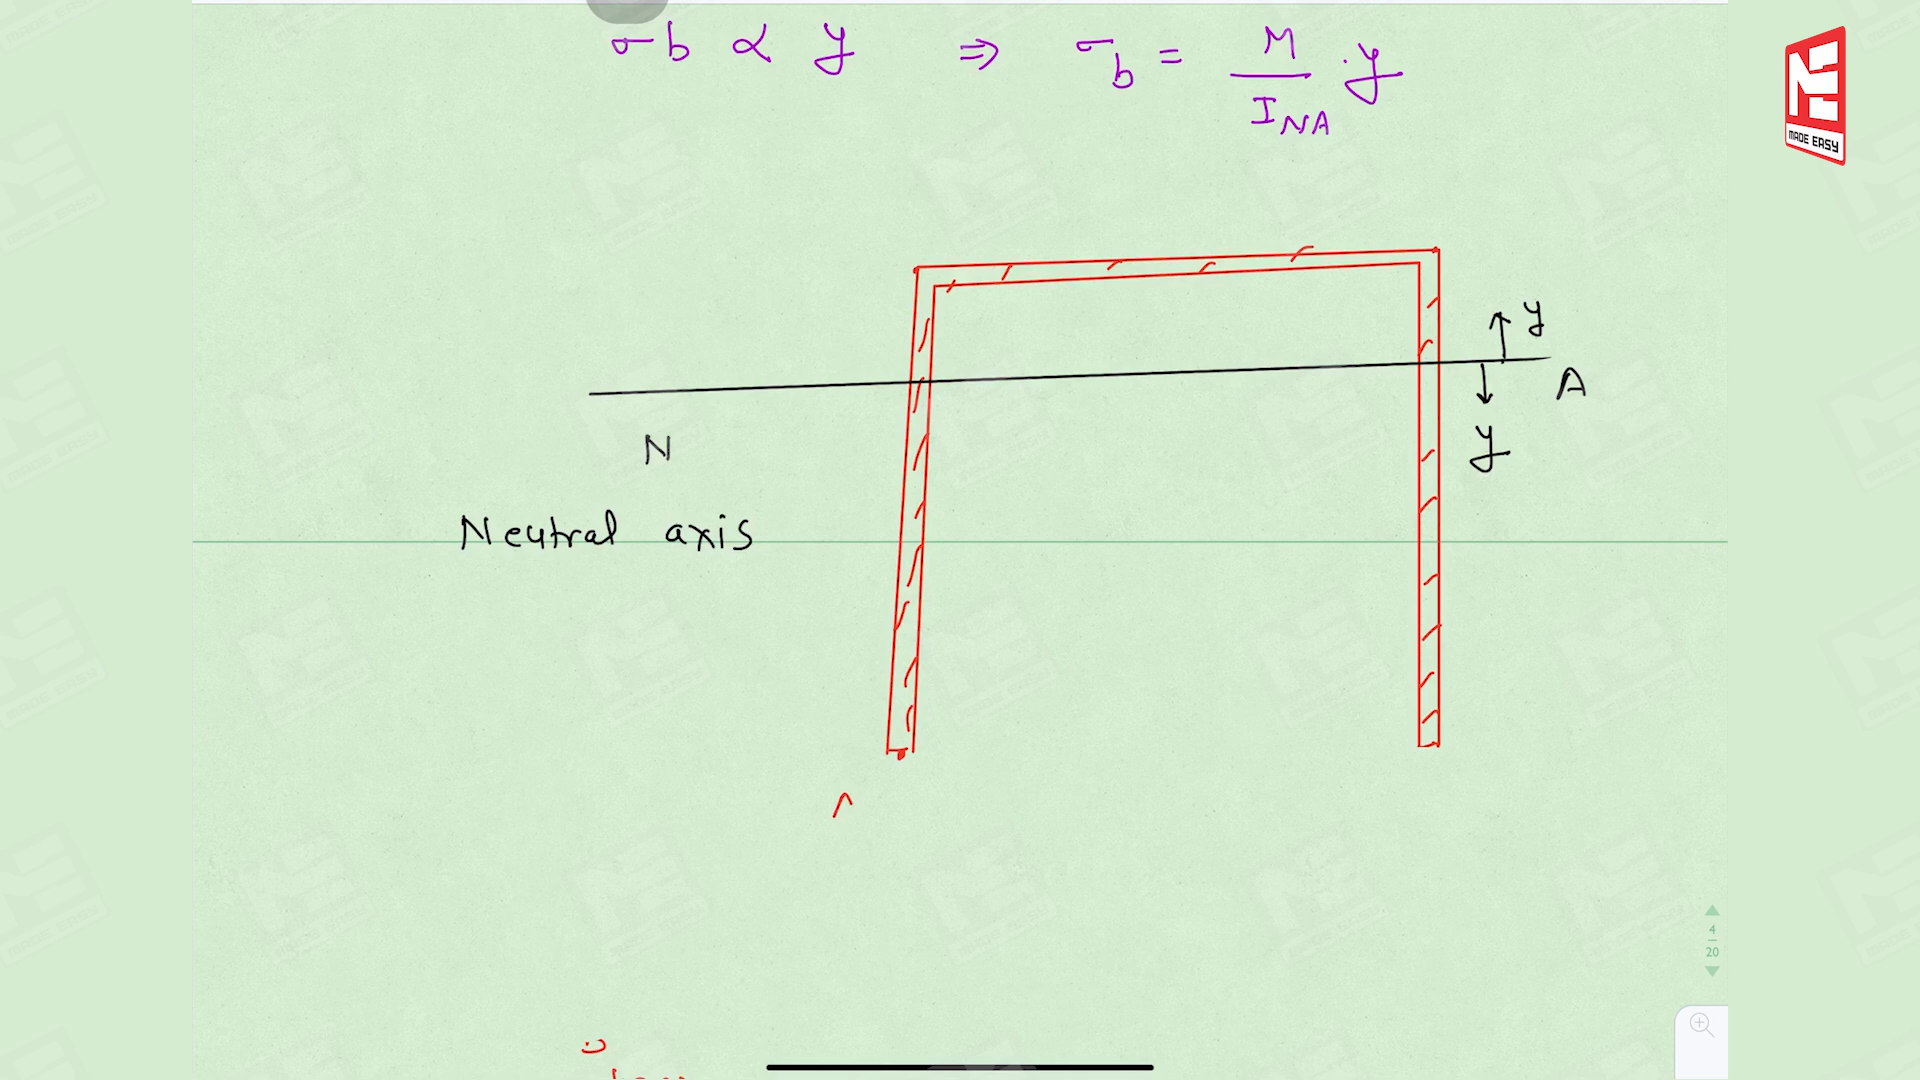 σb ∝ y ⇒ σb = M/I_NA · y
MADE EASY
y
A
y
N
Neutral axis
4
20